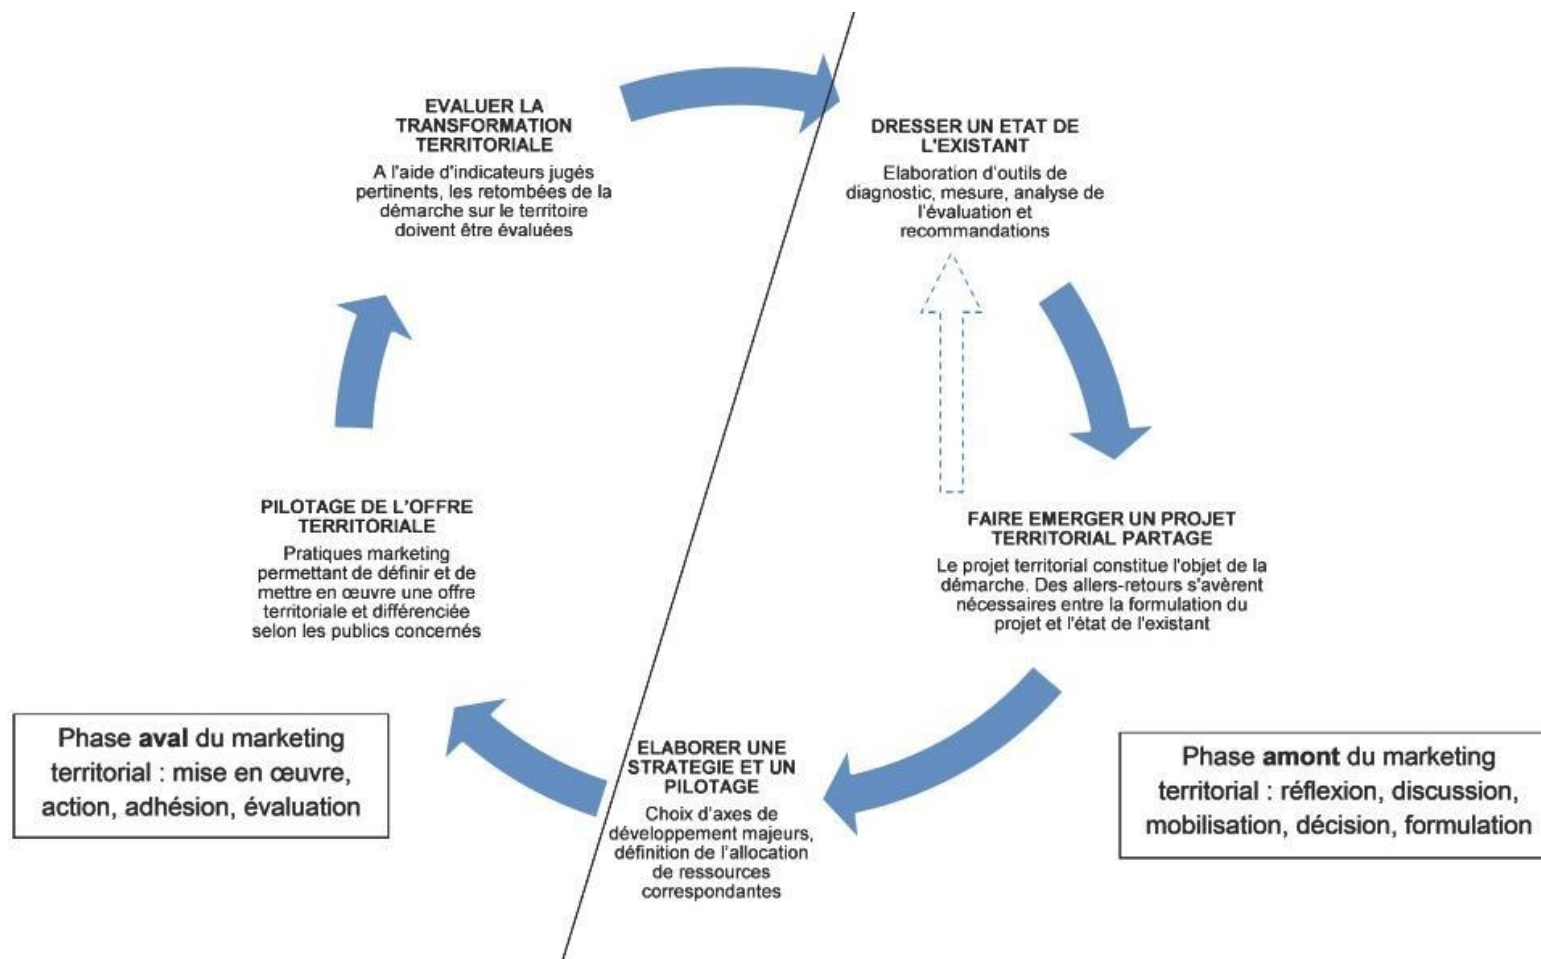 EVALUER LA
TRANSFORMATION
TERRITORIALE
A l'aide d'indicateurs jugés
pertinents, les retombées de la
démarche sur le territoire
doivent être évaluées
DRESSER UN ETAT DE
L'EXISTANT
Elaboration d'outils de
diagnostic, mesure, analyse de
l'évaluation et
recommandations
FAIRE EMERGER UN PROJET
TERRITORIAL PARTAGE
Le projet territorial constitue l'objet de la
démarche. Des allers-retours s'avèrent
nécessaires entre la formulation du
projet et l'état de l'existant
PILOTAGE DE L'OFFRE
TERRITORIALE
Pratiques marketing
permettant de définir et de
mettre en œuvre une offre
territoriale et différenciée
selon les publics concernés
ELABORER UNE
STRATEGIE ET UN
PILOTAGE
Choix d'axes de
développement majeurs,
définition de l'allocation
de ressources
correspondantes
Phase aval du marketing
territorial : mise en œuvre,
action, adhésion, évaluation
Phase amont du marketing
territorial : réflexion, discussion,
mobilisation, décision, formulation